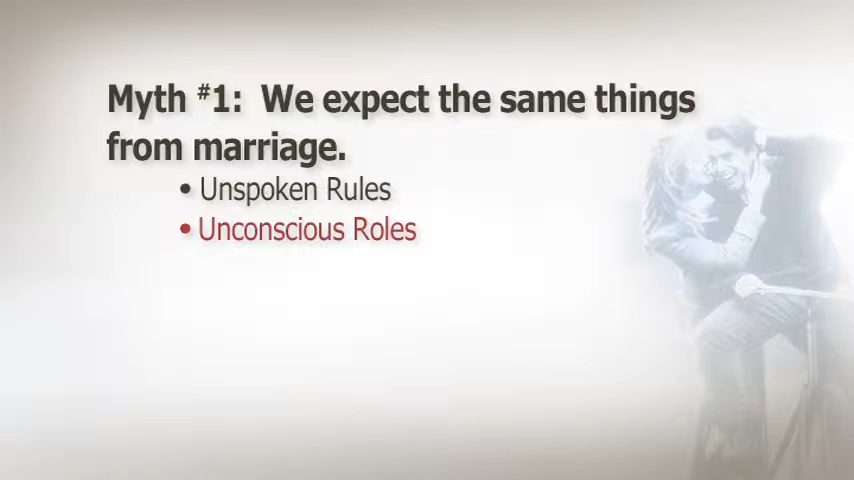 Myth #1:  We expect the same things
from marriage.
• Unspoken Rules
• Unconscious Roles